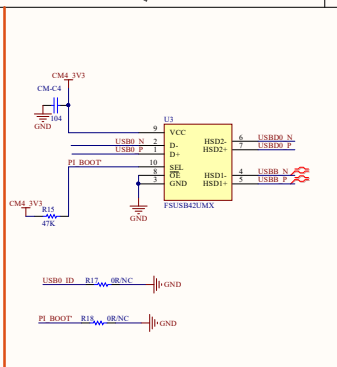 CM4_3V3
CM-C4
104
GND
U3
9 VCC
USB0_N 2 D- HSD2- 6 USBD0_N
USB0_P 1 D+ HSD2+ 7 USBD0_P
PI_BOOT' 10 SEL
8 OE HSD1- 4 USBB_N
3 GND HSD1+ 5 USBB_P
FSUSB42UMX
GND
CM4_3V3
R15
47K
USB0_ID R17 0R/NC GND
PI_BOOT' R18 0R/NC GND